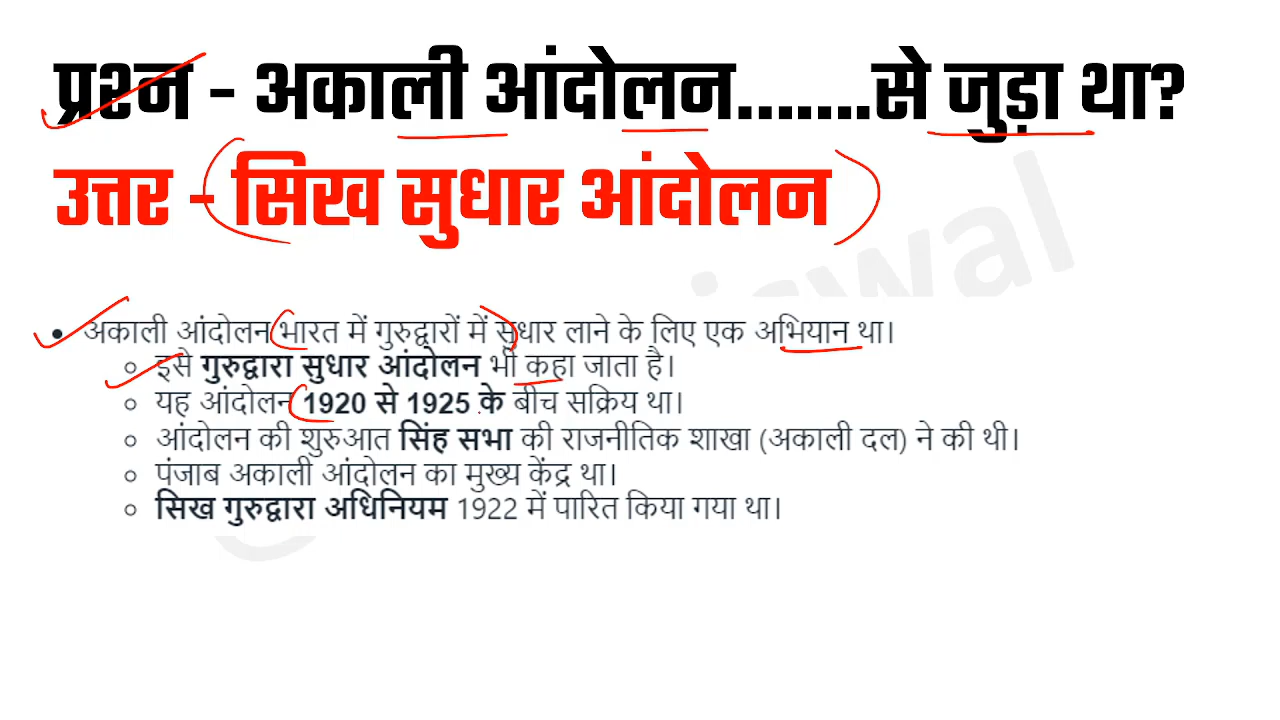 प्रश्न - अकाली आंदोलन.......से जुड़ा था?
उत्तर - सिख सुधार आंदोलन
• अकाली आंदोलन भारत में गुरुद्वारों में सुधार लाने के लिए एक अभियान था।
○ इसे गुरुद्वारा सुधार आंदोलन भी कहा जाता है।
○ यह आंदोलन 1920 से 1925 के बीच सक्रिय था।
○ आंदोलन की शुरुआत सिंह सभा की राजनीतिक शाखा (अकाली दल) ने की थी।
○ पंजाब अकाली आंदोलन का मुख्य केंद्र था।
○ सिख गुरुद्वारा अधिनियम 1922 में पारित किया गया था।